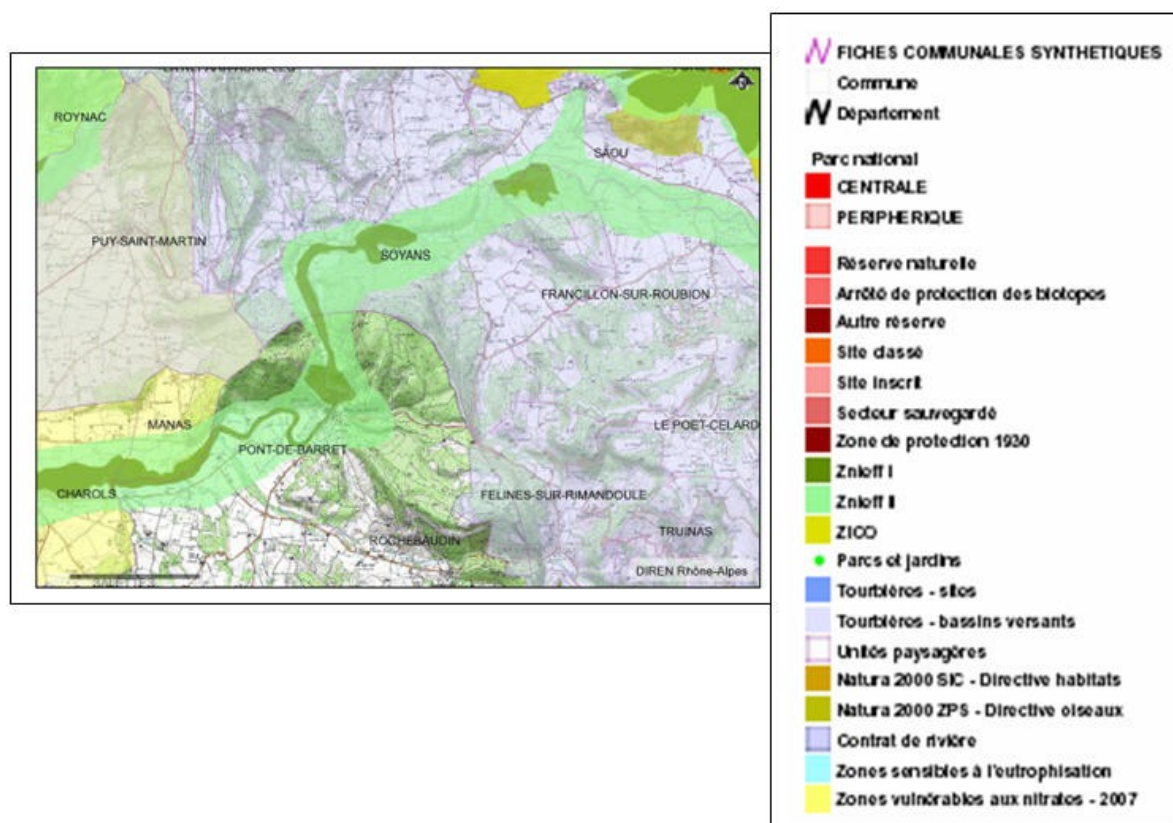 ROYNAC
SAOU
PUY-SAINT-MARTIN
SOYANS
FRANCILLON-SUR-ROUBION
MANAS
LE POET-CELARD
PONT-DE-BARRET
CHAROLS
FELINES-SUR-RIMANDOULE
TRUINAS
ROCHEBAUDIN
DIREN Rhône-Alpes
FICHES COMMUNALES SYNTHETIQUES
Commune
Département
Parc national
CENTRALE
PERIPHERIQUE
Réserve naturelle
Arrêté de protection des biotopes
Autre réserve
Site classé
Site inscrit
Secteur sauvegardé
Zone de protection 1930
Znieff I
Znieff II
ZICO
Parcs et jardins
Tourbières - sites
Tourbières - bassins versants
Unités paysagères
Natura 2000 SIC - Directive habitats
Natura 2000 ZPS - Directive oiseaux
Contrat de rivière
Zones sensibles à l'eutrophisation
Zones vulnérables aux nitrates - 2007